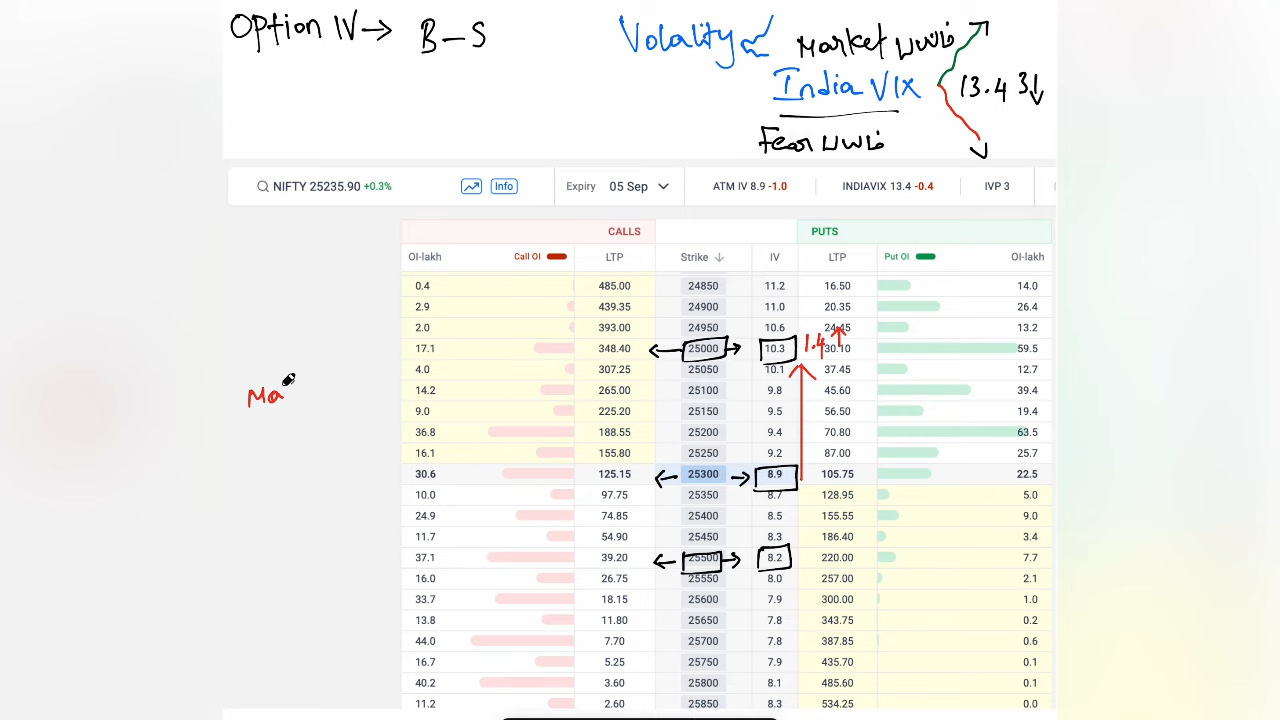 Option IV → B-S
Volality
Market
India VIX
13.4 3↓
Fear
NIFTY 25235.90 +0.3%
Info
Expiry 05 Sep
ATM IV 8.9 -1.0
INDIAVIX 13.4 -0.4
IVP 3
CALLS
PUTS
OI-lakh Call OI LTP Strike ↓ IV LTP Put OI OI-lakh
0.4 485.00 24850 11.2 16.50 14.0
2.9 439.35 24900 11.0 20.35 26.4
2.0 393.00 24950 10.6 24.45 13.2
17.1 348.40 25000 10.3 1.4↑ 30.10 59.5
4.0 307.25 25050 10.1 37.45 12.7
14.2 265.00 25100 9.8 45.60 39.4
Ma
9.0 225.20 25150 9.5 56.50 19.4
36.8 188.55 25200 9.4 70.80 63.5
16.1 155.80 25250 9.2 87.00 25.7
30.6 125.15 25300 8.9 105.75 22.5
10.0 97.75 25350 8.7 128.95 5.0
24.9 74.85 25400 8.5 155.55 9.0
11.7 54.90 25450 8.3 186.40 3.4
37.1 39.20 25500 8.2 220.00 7.7
16.0 26.75 25550 8.0 257.00 2.1
33.7 18.15 25600 7.9 300.00 1.0
13.8 11.80 25650 7.8 343.75 0.2
44.0 7.70 25700 7.8 387.85 0.6
16.7 5.25 25750 7.9 435.70 0.1
40.2 3.60 25800 8.1 485.60 0.1
11.2 2.60 25850 8.3 534.25 0.0